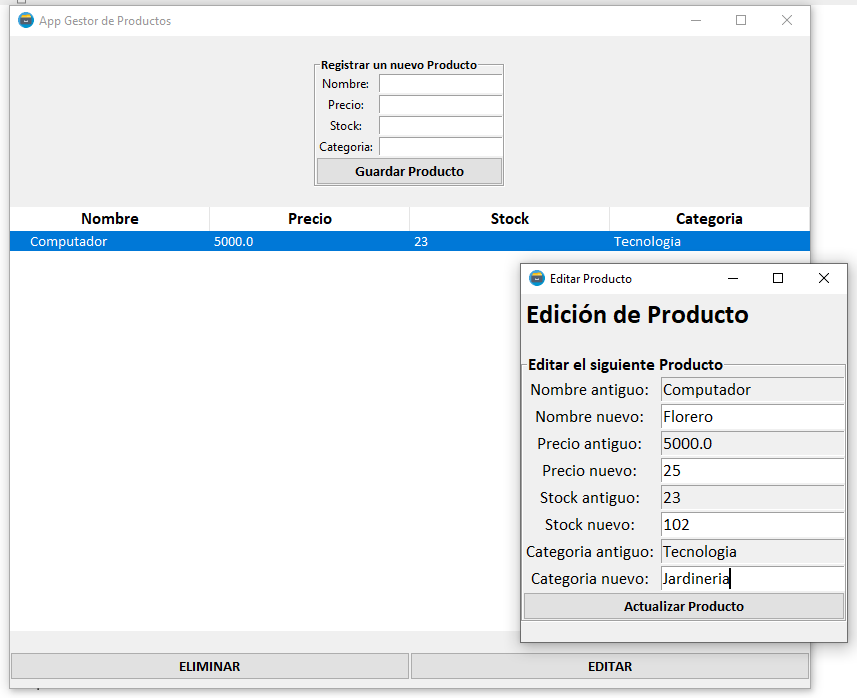 App Gestor de Productos
Registrar un nuevo Producto
Nombre:
Precio:
Stock:
Categoria:
Guardar Producto
Nombre Precio Stock Categoria
Computador 5000.0 23 Tecnologia
Editar Producto
Edición de Producto
Editar el siguiente Producto
Nombre antiguo: Computador
Nombre nuevo: Florero
Precio antiguo: 5000.0
Precio nuevo: 25
Stock antiguo: 23
Stock nuevo: 102
Categoria antiguo: Tecnologia
Categoria nuevo: Jardineria
Actualizar Producto
ELIMINAR EDITAR